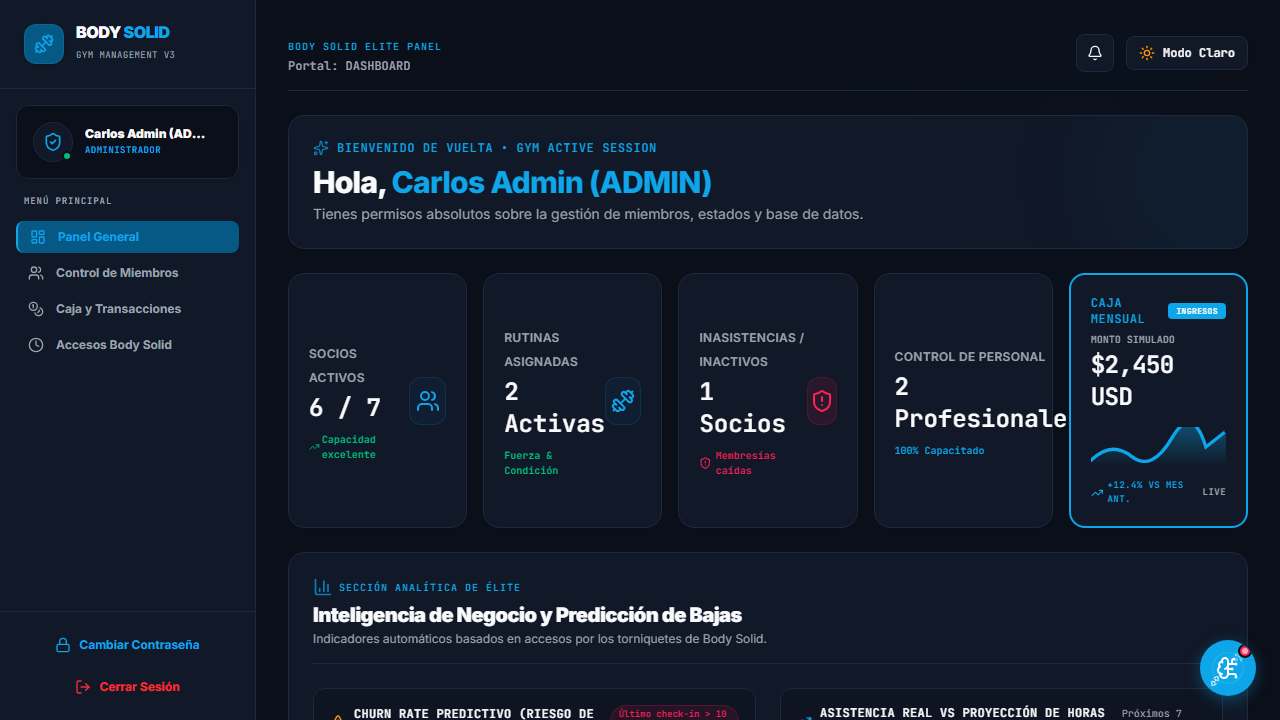 BODY SOLID
GYM MANAGEMENT V3
Carlos Admin (AD...
ADMINISTRADOR
MENÚ PRINCIPAL
Panel General
Control de Miembros
Caja y Transacciones
Accesos Body Solid
Cambiar Contraseña
Cerrar Sesión
BODY SOLID ELITE PANEL
Portal: DASHBOARD
Modo Claro
BIENVENIDO DE VUELTA • GYM ACTIVE SESSION
Hola, Carlos Admin (ADMIN)
Tienes permisos absolutos sobre la gestión de miembros, estados y base de datos.
SOCIOS
ACTIVOS
6 / 7
Capacidad
excelente
RUTINAS
ASIGNADAS
2
Activas
Fuerza &
Condición
INASISTENCIAS /
INACTIVOS
1
Socios
Membresías
caídas
CONTROL DE PERSONAL
2
Profesionale
100% Capacitado
CAJA
MENSUAL
INGRESOS
MONTO SIMULADO
$2,450
USD
+12.4% VS MES
ANT.
LIVE
SECCIÓN ANALÍTICA DE ÉLITE
Inteligencia de Negocio y Predicción de Bajas
Indicadores automáticos basados en accesos por los torniquetes de Body Solid.
CHURN RATE PREDICTIVO (RIESGO DE
Último check-in > 10
ASISTENCIA REAL VS PROYECCIÓN DE HORAS
Próximos 7